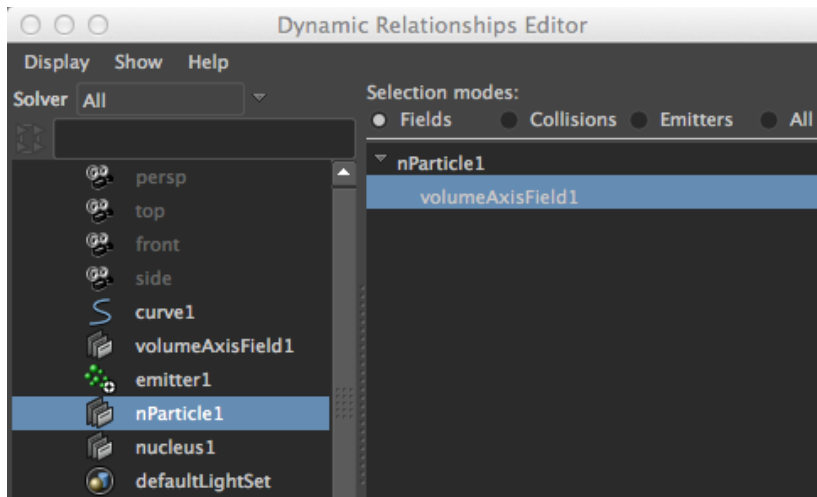 Dynamic Relationships Editor
Display Show Help
Solver All
Selection modes:
Fields Collisions Emitters All
persp
top
front
side
curve1
volumeAxisField1
emitter1
nParticle1
nucleus1
defaultLightSet
nParticle1
volumeAxisField1